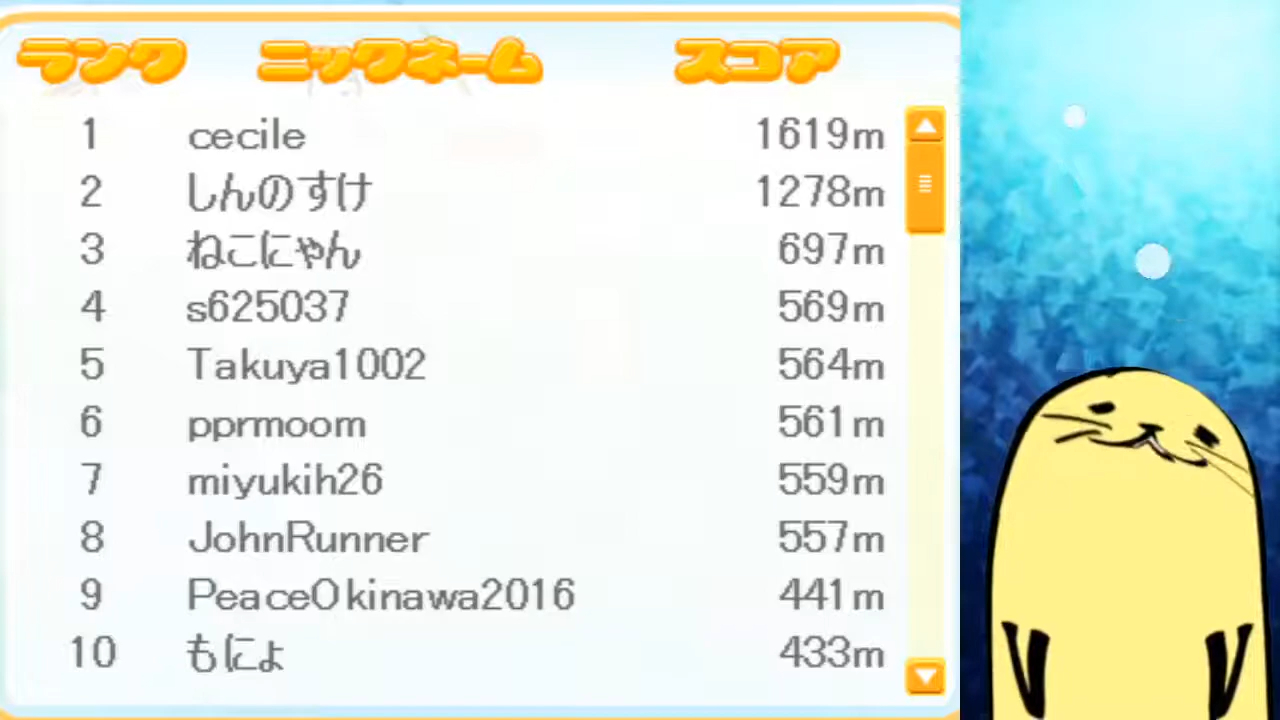 ランク ニックネーム スコア
1 cecile 1619m
2 しんのすけ 1278m
3 ねこにゃん 697m
4 s625037 569m
5 Takuya1002 564m
6 pprmoom 561m
7 miyukih26 559m
8 JohnRunner 557m
9 PeaceOkinawa2016 441m
10 もにょ 433m